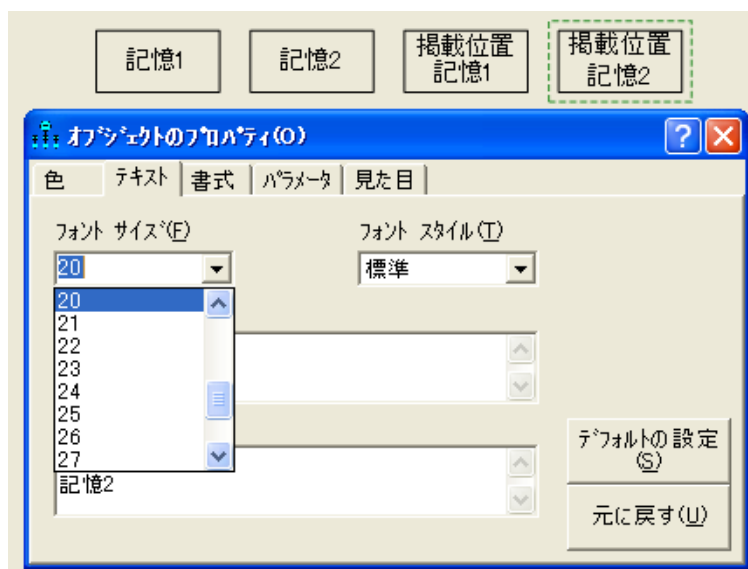 記憶1
記憶2
掲載位置
記憶1
掲載位置
記憶2
オブジェクトのプロパティ(O)
色
テキスト
書式
パラメータ
見た目
フォント サイズ(F)
フォント スタイル(T)
20
標準
20
21
22
23
24
25
26
27
記憶2
デフォルトの設定
(S)
元に戻す(U)